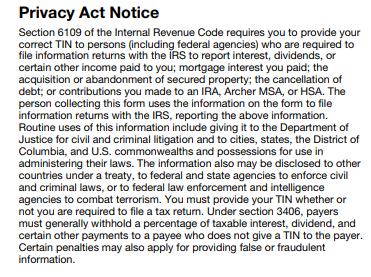 Privacy Act Notice
Section 6109 of the Internal Revenue Code requires you to provide your
correct TIN to persons (including federal agencies) who are required to
file information returns with the IRS to report interest, dividends, or
certain other income paid to you; mortgage interest you paid; the
acquisition or abandonment of secured property; the cancellation of
debt; or contributions you made to an IRA, Archer MSA, or HSA. The
person collecting this form uses the information on the form to file
information returns with the IRS, reporting the above information.
Routine uses of this information include giving it to the Department of
Justice for civil and criminal litigation and to cities, states, the District of
Columbia, and U.S. commonwealths and possessions for use in
administering their laws. The information also may be disclosed to other
countries under a treaty, to federal and state agencies to enforce civil
and criminal laws, or to federal law enforcement and intelligence
agencies to combat terrorism. You must provide your TIN whether or
not you are required to file a tax return. Under section 3406, payers
must generally withhold a percentage of taxable interest, dividend, and
certain other payments to a payee who does not give a TIN to the payer.
Certain penalties may also apply for providing false or fraudulent
information.